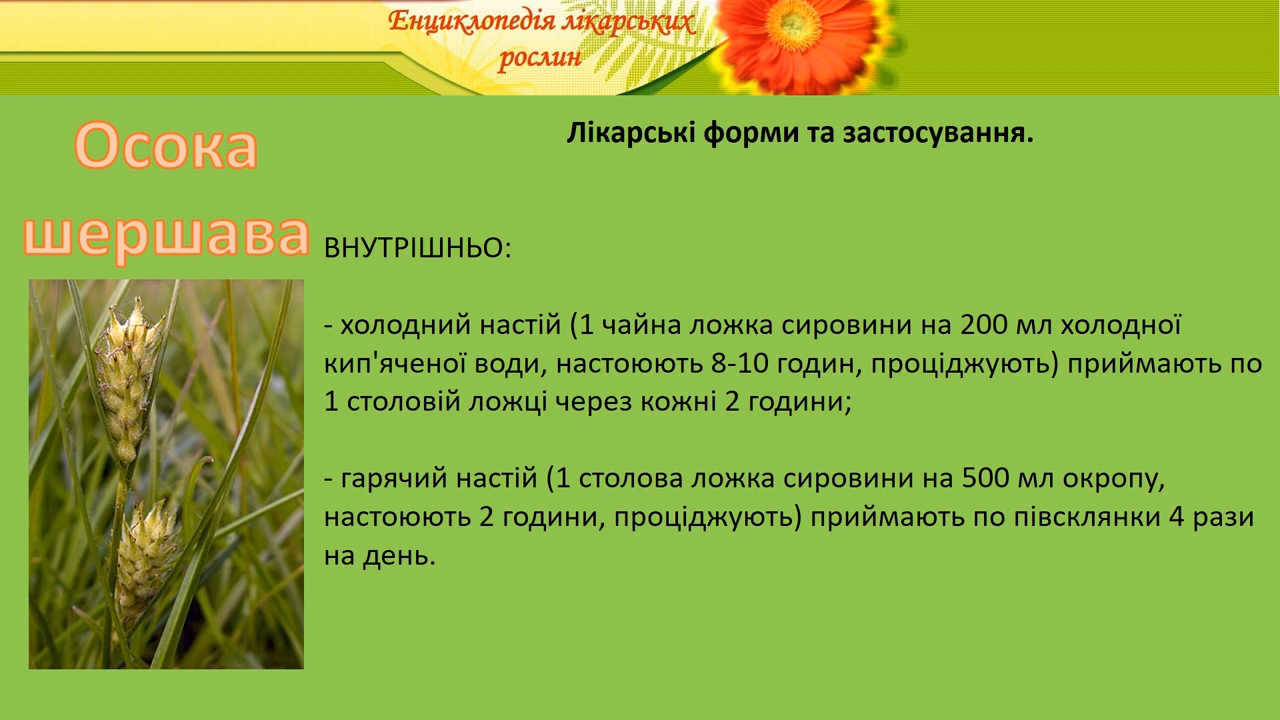 Енциклопедія лікарських
рослин
Осока
шершава
Лікарські форми та застосування.
ВНУТРІШНЬО:
- холодний настій (1 чайна ложка сировини на 200 мл холодної
кип'яченої води, настоюють 8-10 годин, проціджують) приймають по
1 столовій ложці через кожні 2 години;
- гарячий настій (1 столова ложка сировини на 500 мл окропу,
настоюють 2 години, проціджують) приймають по півсклянки 4 рази
на день.